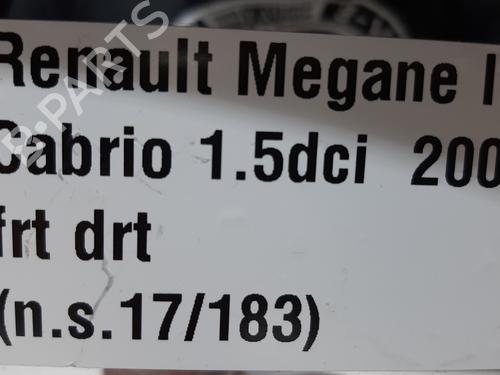 Renault Megane I
Cabrio 1.5dci 200
frt drt
(n.s.17/183)
B-PARTS